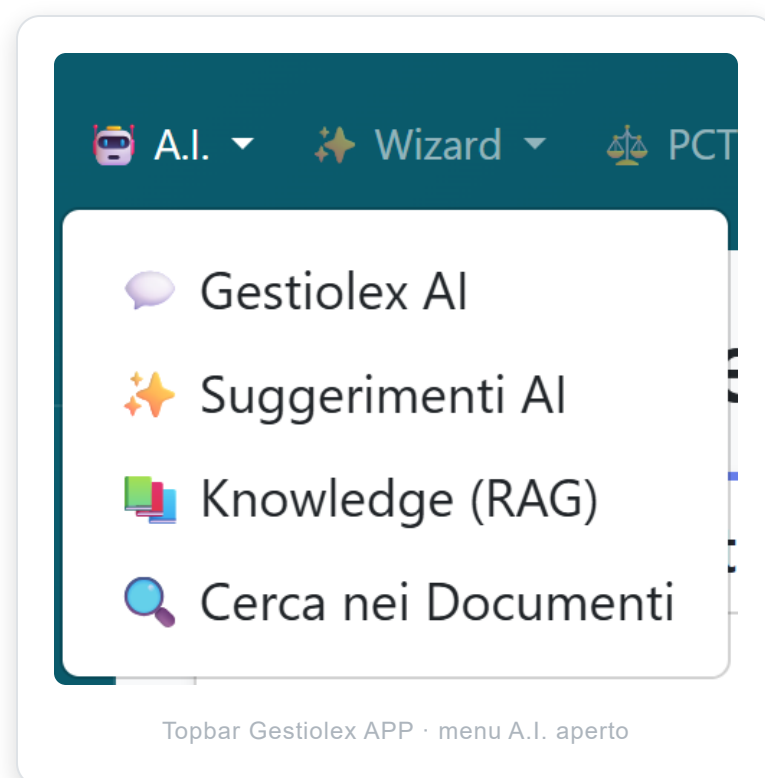 A.I. Wizard PCT
Gestiolex AI
Suggerimenti AI
Knowledge (RAG)
Cerca nei Documenti
Topbar Gestiolex APP · menu A.I. aperto